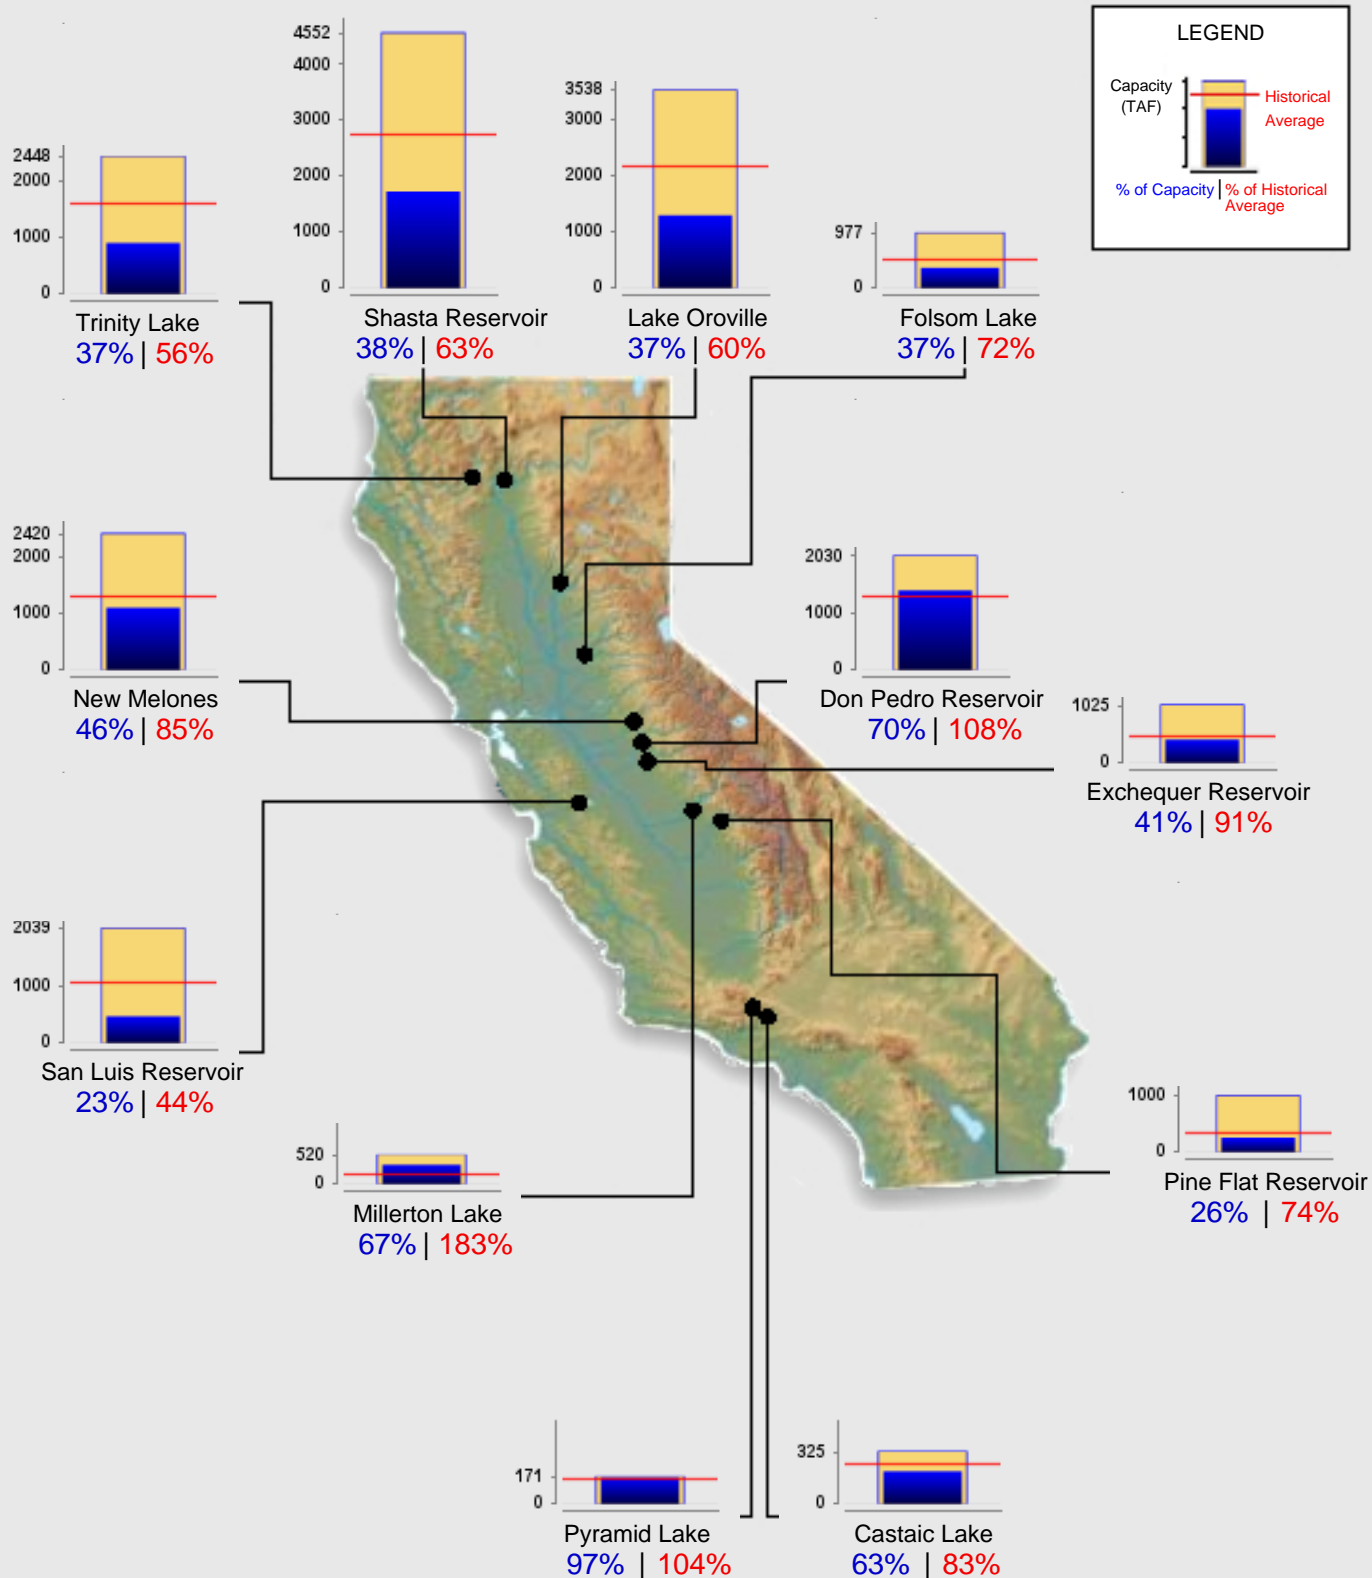 LEGEND
Capacity
(TAF)
Historical
Average
% of Capacity | % of Historical
Average
2448
2000
1000
0
Trinity Lake
37% | 56%
4552
4000
3000
2000
1000
0
Shasta Reservoir
38% | 63%
3538
3000
2000
1000
0
Lake Oroville
37% | 60%
977
0
Folsom Lake
37% | 72%
2420
2000
1000
0
New Melones
46% | 85%
2030
1000
0
Don Pedro Reservoir
70% | 108%
1025
0
Exchequer Reservoir
41% | 91%
2039
1000
0
San Luis Reservoir
23% | 44%
520
0
Millerton Lake
67% | 183%
1000
0
Pine Flat Reservoir
26% | 74%
171
0
Pyramid Lake
97% | 104%
325
0
Castaic Lake
63% | 83%